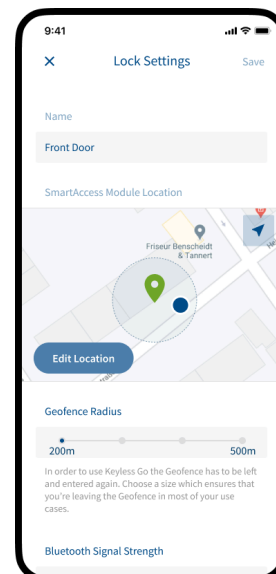 9:41
Lock Settings
Save
Name
Front Door
SmartAccess Module Location
Friseur Benscheidt
& Tannert
Edit Location
Geofence Radius
200m
500m
In order to use Keyless Go the Geofence has to be left
and entered again. Choose a size which ensures that
you're leaving the Geofence in most of your use
cases.
Bluetooth Signal Strength